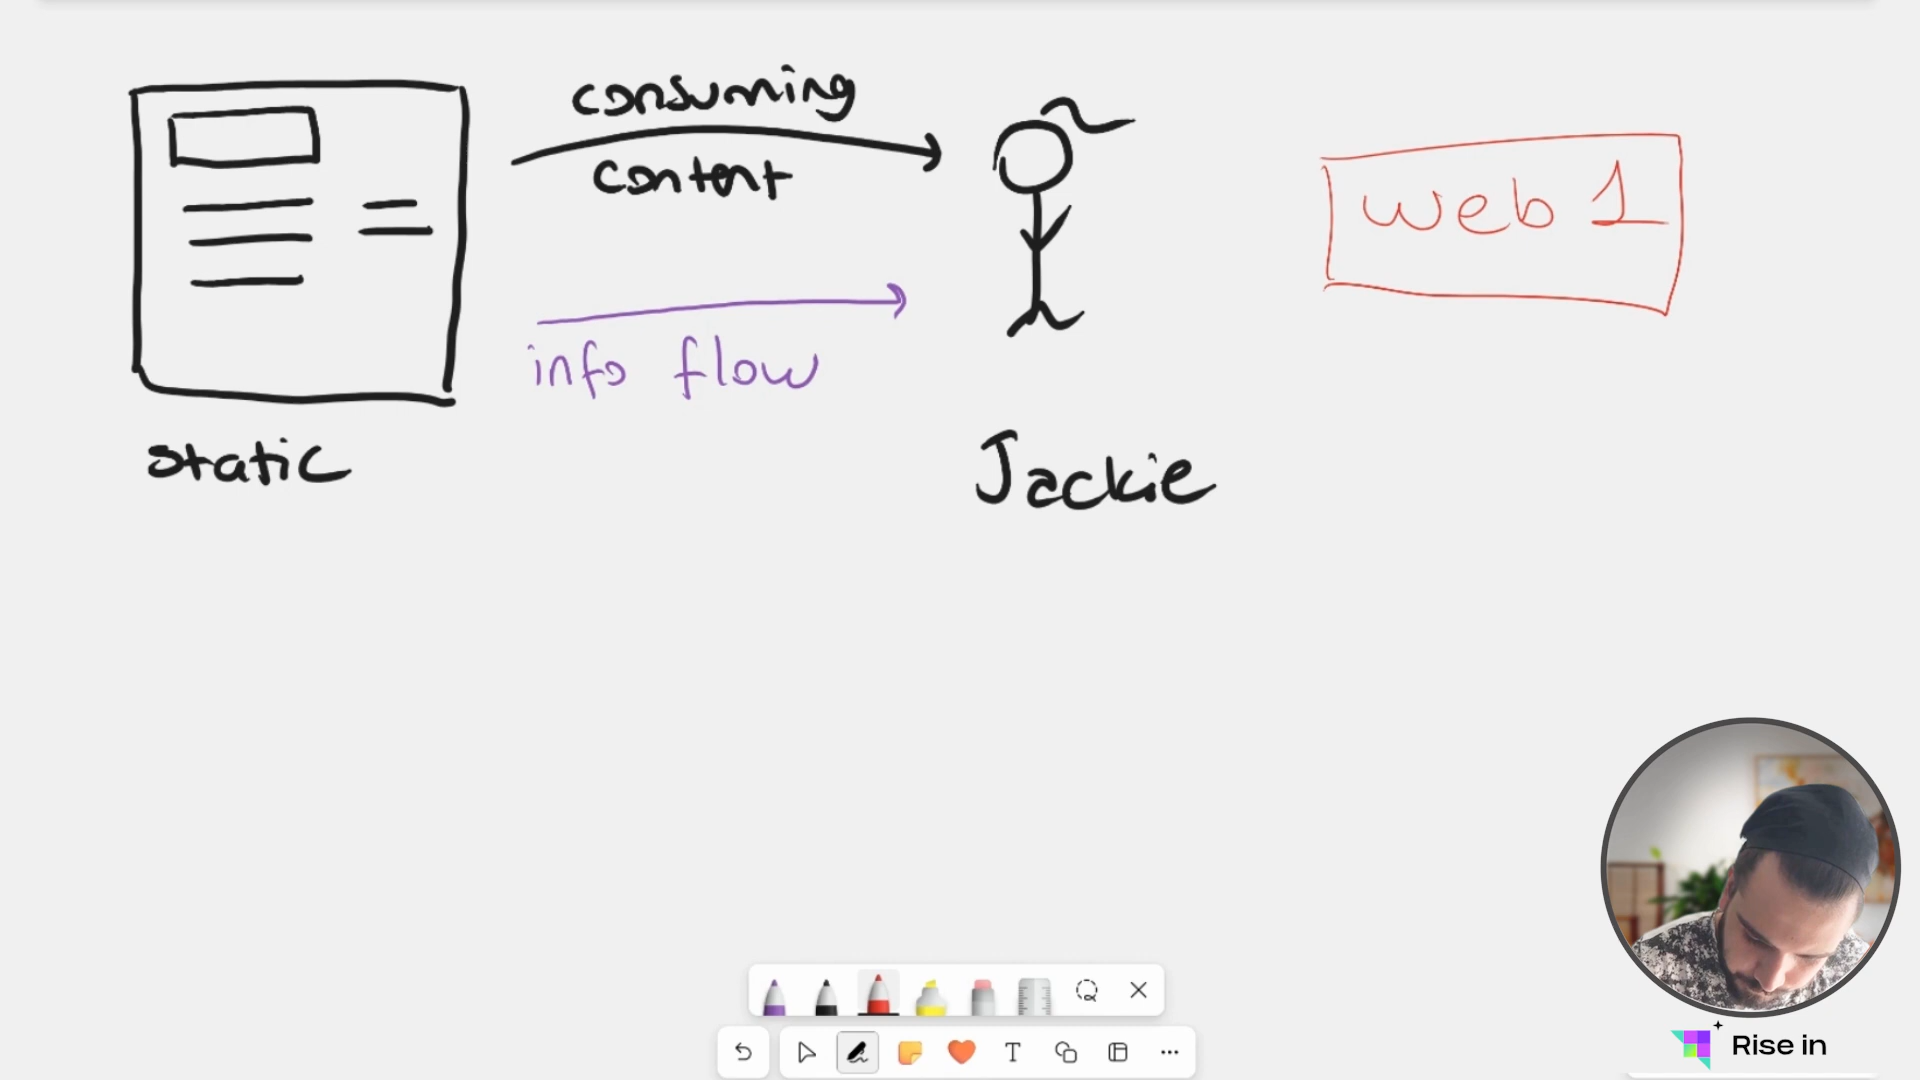 consuming
content
web 1
info flow
static
Jackie
T
Rise in